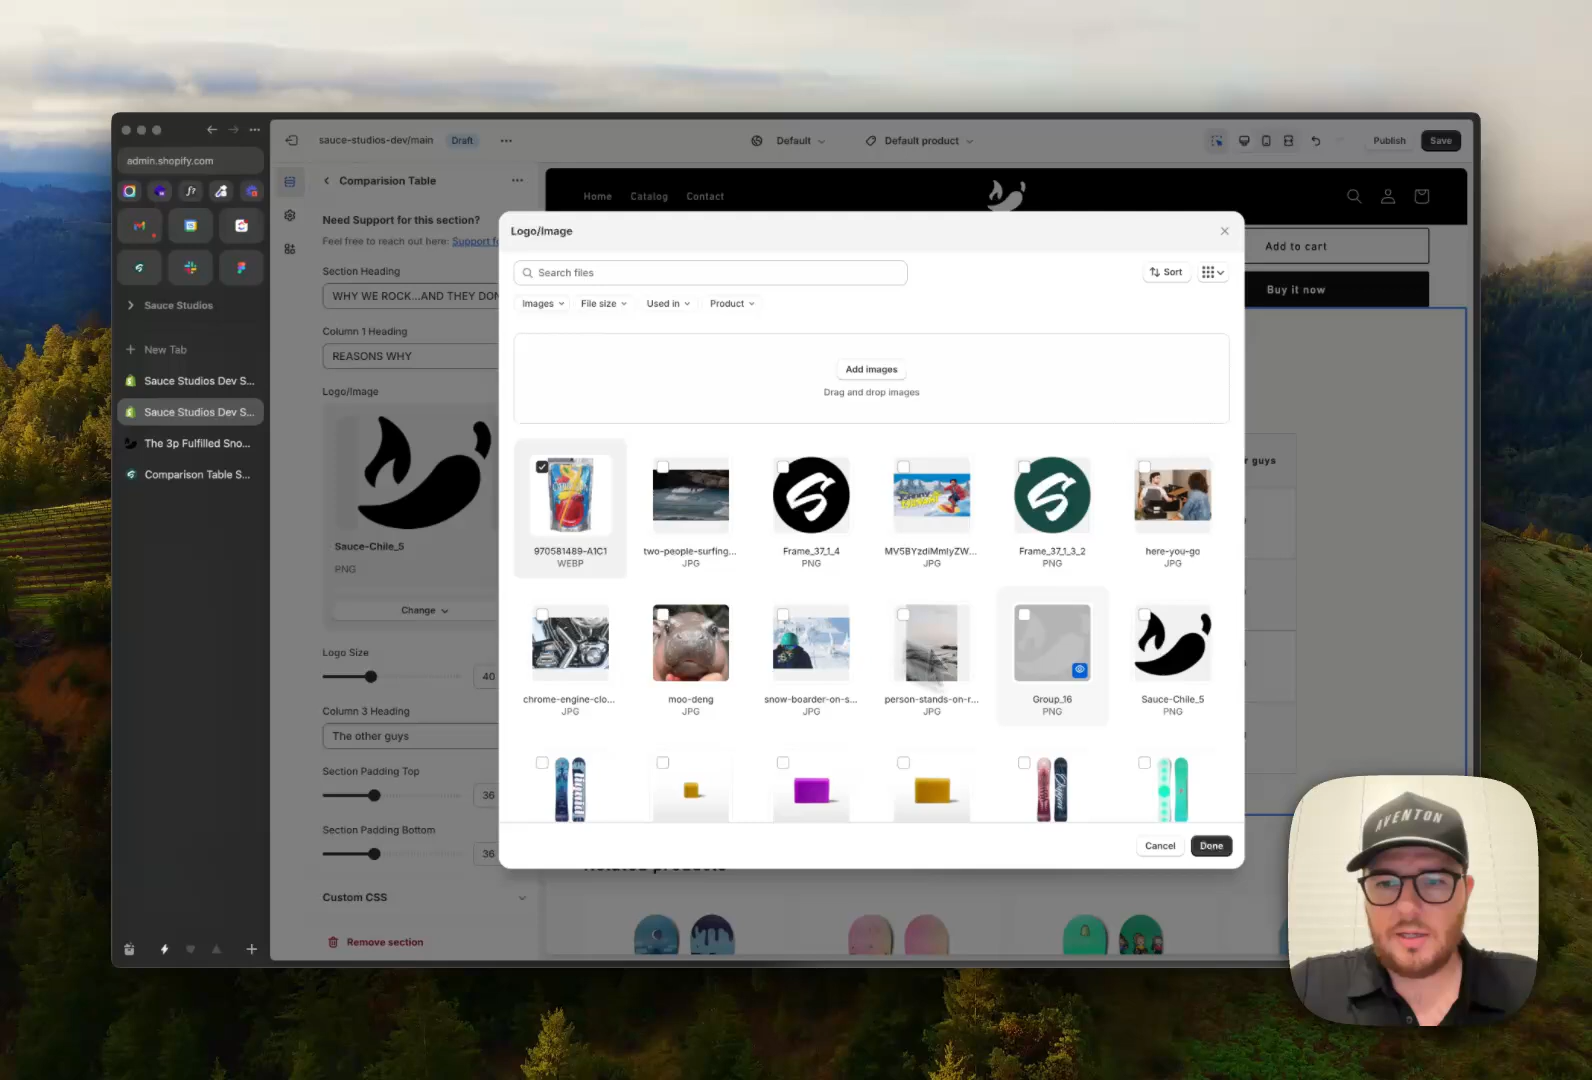 admin.shopify.com
Sauce Studios
New Tab
Sauce Studios Dev S...
Sauce Studios Dev S...
The 3p Fulfilled Sno...
Comparison Table S...
sauce-studios-dev/main
Draft
Default
Default product
Publish
Save
Comparision Table
Need Support for this section?
Feel free to reach out here: Support f
Section Heading
WHY WE ROCK...AND THEY DON
Column 1 Heading
REASONS WHY
Logo/Image
Sauce-Chile_5
PNG
Change
Logo Size
40
Column 3 Heading
The other guys
Section Padding Top
36
Section Padding Bottom
36
Custom CSS
Remove section
Home
Catalog
Contact
Add to cart
Buy it now
r guys
Related products
Logo/Image
Search files
Sort
Images
File size
Used in
Product
Add images
Drag and drop images
970581489-A1C1
WEBP
two-people-surfing...
JPG
Frame_37_1_4
PNG
MV5BYzdiMmIyZW...
JPG
Frame_37_1_3_2
PNG
here-you-go
JPG
chrome-engine-clo...
JPG
moo-deng
JPG
snow-boarder-on-s...
JPG
person-stands-on-r...
JPG
Group_16
PNG
Sauce-Chile_5
PNG
liquid
Cancel
Done
AVENTON